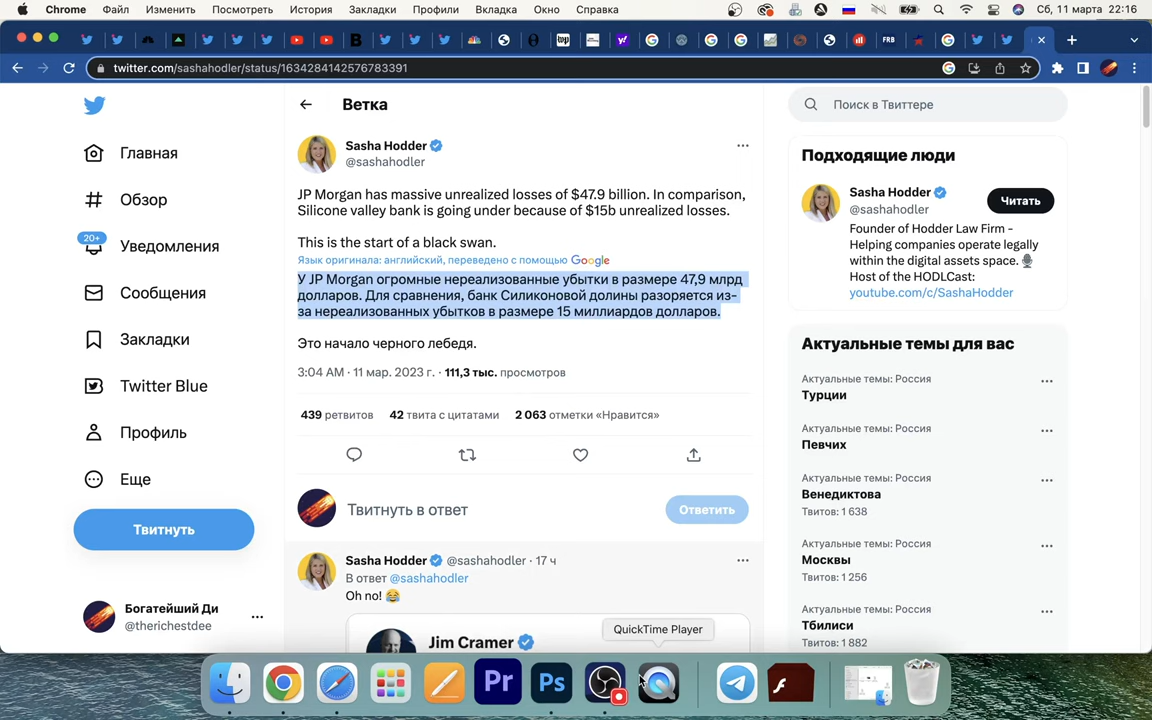 Chrome Файл Изменить Посмотреть История Закладки Профили Вкладка Окно Справка Сб, 11 марта 22:16
twitter.com/sashahodler/status/1634284142576783391
Главная
Обзор
20+
Уведомления
Сообщения
Закладки
Twitter Blue
Профиль
Еще
Твитнуть
Богатейший Ди
@therichestdee
Ветка
Sasha Hodder
@sashahodler
JP Morgan has massive unrealized losses of $47.9 billion. In comparison,
Silicone valley bank is going under because of $15b unrealized losses.
This is the start of a black swan.
Язык оригинала: английский, переведено с помощью Google
У JP Morgan огромные нереализованные убытки в размере 47,9 млрд
долларов. Для сравнения, банк Силиконовой долины разоряется из-
за нереализованных убытков в размере 15 миллиардов долларов.
Это начало черного лебедя.
3:04 AM · 11 мар. 2023 г. · 111,3 тыс. просмотров
439 ретвитов 42 твита с цитатами 2 063 отметки «Нравится»
Твитнуть в ответ
Ответить
Sasha Hodder @sashahodler · 17 ч
В ответ @sashahodler
Oh no! 😂
Jim Cramer
Поиск в Твиттере
Подходящие люди
Sasha Hodder
@sashahodler
Читать
Founder of Hodder Law Firm -
Helping companies operate legally
within the digital assets space. 🎙
Host of the HODLCast:
youtube.com/c/SashaHodder
Актуальные темы для вас
Актуальные темы: Россия
Турции
Актуальные темы: Россия
Певчих
Актуальные темы: Россия
Венедиктова
Твитов: 1 638
Актуальные темы: Россия
Москвы
Твитов: 1 256
Актуальные темы: Россия
Тбилиси
Твитов: 1 882
QuickTime Player
Pr
Ps